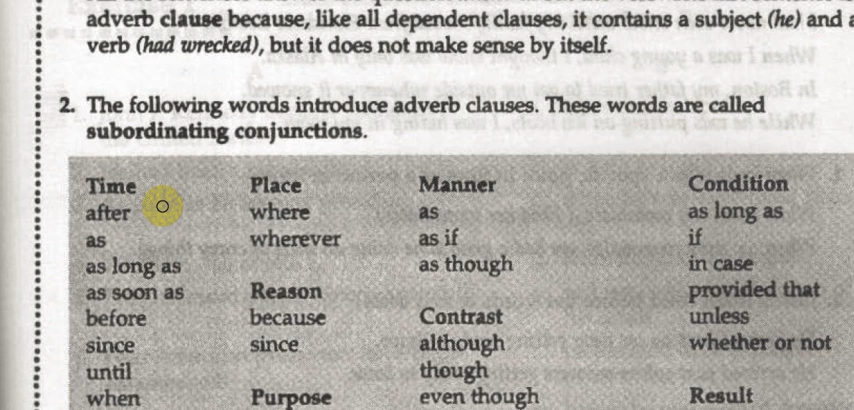 adverb clause because, like all dependent clauses, it contains a subject (he) and a
verb (had wrecked), but it does not make sense by itself.
2. The following words introduce adverb clauses. These words are called
subordinating conjunctions.
Time Place Manner Condition
after where as as long as
as wherever as if if
as long as as though in case
as soon as Reason provided that
before because Contrast unless
since since although whether or not
until though
when Purpose even though Result